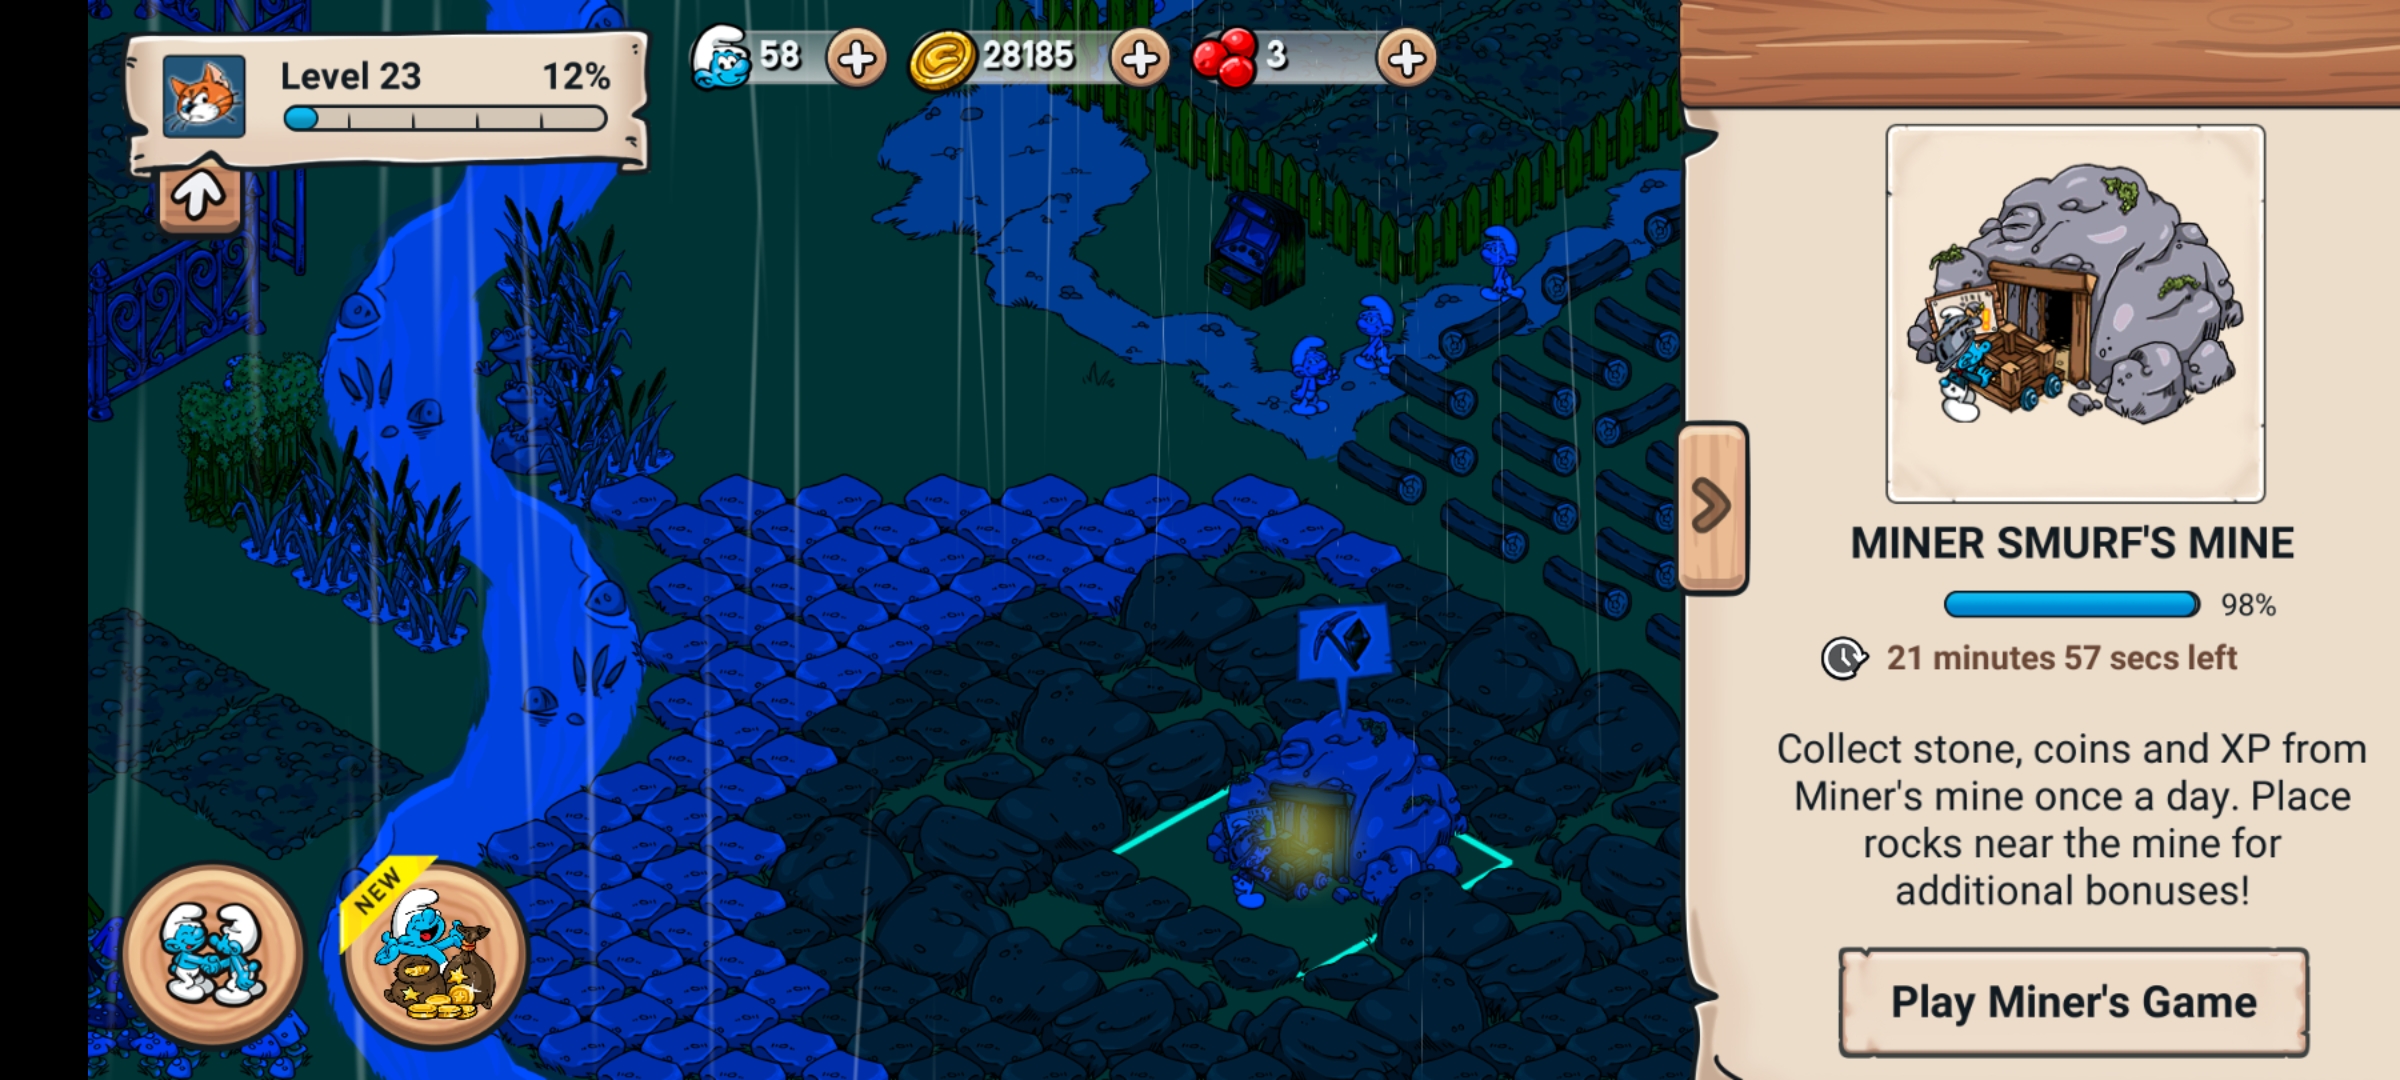 Level 23 12%
58
28185
3
MINER SMURF'S MINE
98%
21 minutes 57 secs left
Collect stone, coins and XP from
Miner's mine once a day. Place
rocks near the mine for
additional bonuses!
Play Miner's Game
NEW